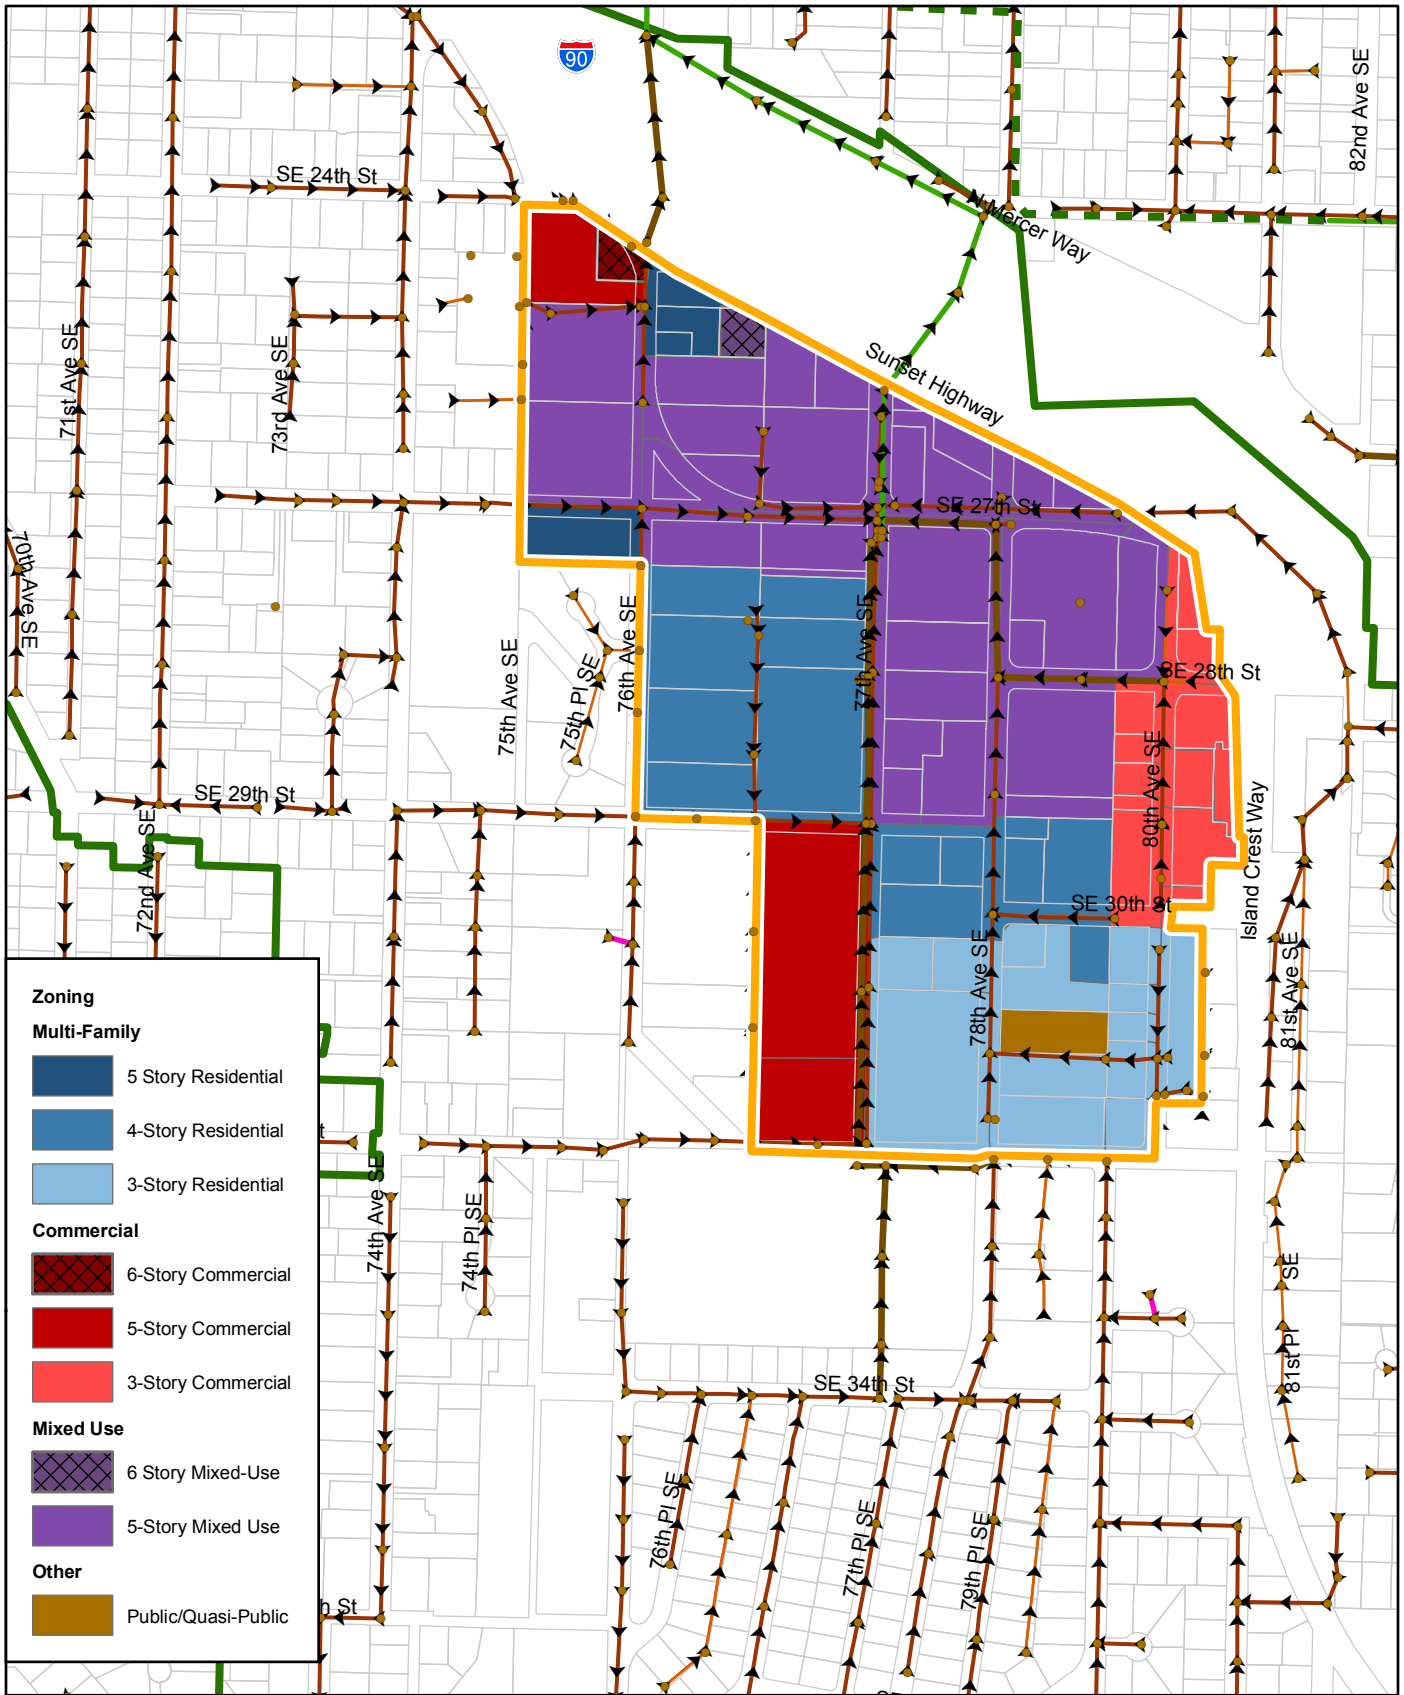 90
82nd Ave SE
SE 24th St
N Mercer Way
71st Ave SE
73rd Ave SE
Sunset Highway
SE 27th St
70th Ave SE
76th Ave SE
77th Ave SE
75th Ave SE
75th Pl SE
SE 28th St
SE 29th St
80th Ave SE
Island Crest Way
72nd Ave SE
SE 30th St
78th Ave SE
81st Ave SE
Zoning
Multi-Family
5 Story Residential
4-Story Residential
3-Story Residential
Commercial
6-Story Commercial
5-Story Commercial
3-Story Commercial
Mixed Use
6 Story Mixed-Use
5-Story Mixed Use
Other
Public/Quasi-Public
t
h St
74th Ave SE
74th Pl SE
81st Pl SE
SE 34th St
76th Pl SE
77th Pl SE
79th Pl SE